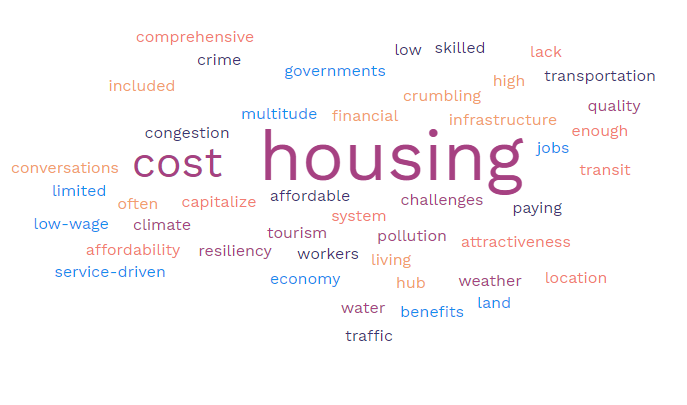 comprehensive
low
skilled
lack
crime
governments
transportation
included
high
crumbling
quality
multitude
financial
infrastructure
enough
congestion
jobs
housing
cost
conversations
transit
limited
often
capitalize
affordable
challenges
paying
system
low-wage
climate
tourism
pollution
attractiveness
affordability
resiliency
workers
living
service-driven
economy
hub
weather
location
water
benefits
land
traffic